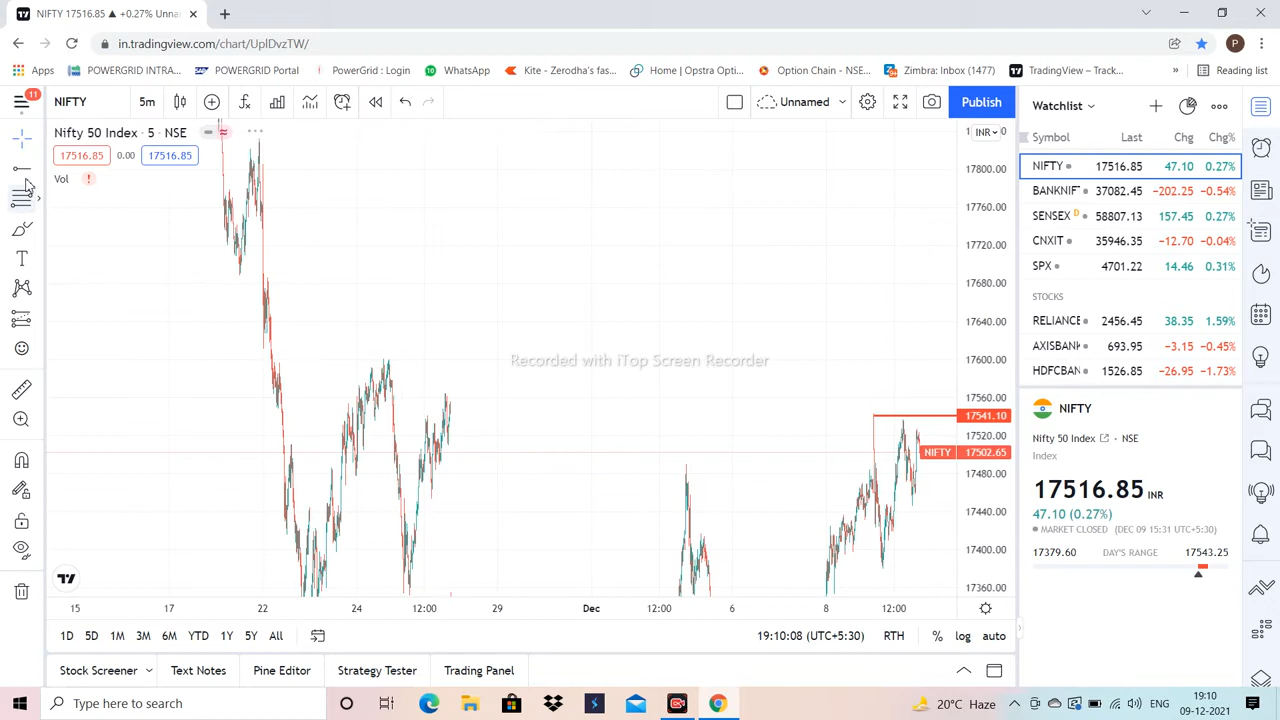 NIFTY 17516.85 ▲ +0.27% Unna
in.tradingview.com/chart/UplDvzTW/
Apps POWERGRID INTRA... POWERGRID Portal PowerGrid : Login WhatsApp Kite - Zerodha's fas... Home | Opstra Opti... Option Chain - NSE... Zimbra: Inbox (1477) TradingView – Track... » Reading list
11
NIFTY 5m Unnamed Publish
Nifty 50 Index · 5 · NSE
17516.85 0.00 17516.85
Vol !
INR
17800.00
17760.00
17720.00
17680.00
17640.00
17600.00
17560.00
17541.10
17520.00
NIFTY 17502.65
17480.00
17440.00
17400.00
17360.00
Recorded with iTop Screen Recorder
15 17 22 24 12:00 29 Dec 12:00 6 8 12:00
1D 5D 1M 3M 6M YTD 1Y 5Y All 19:10:08 (UTC+5:30) RTH % log auto
Stock Screener Text Notes Pine Editor Strategy Tester Trading Panel
Watchlist
Symbol Last Chg Chg%
NIFTY 17516.85 47.10 0.27%
BANKNIF 37082.45 −202.25 −0.54%
SENSEX D 58807.13 157.45 0.27%
CNXIT 35946.35 −12.70 −0.04%
SPX 4701.22 14.46 0.31%
STOCKS
RELIANCE 2456.45 38.35 1.59%
AXISBAN 693.95 −3.15 −0.45%
HDFCBAN 1526.85 −26.95 −1.73%
NIFTY
Nifty 50 Index · NSE
Index
17516.85 INR
47.10 (0.27%)
MARKET CLOSED (DEC 09 15:31 UTC+5:30)
17379.60 DAY'S RANGE 17543.25
Type here to search
20°C Haze ENG 19:10
09-12-2021